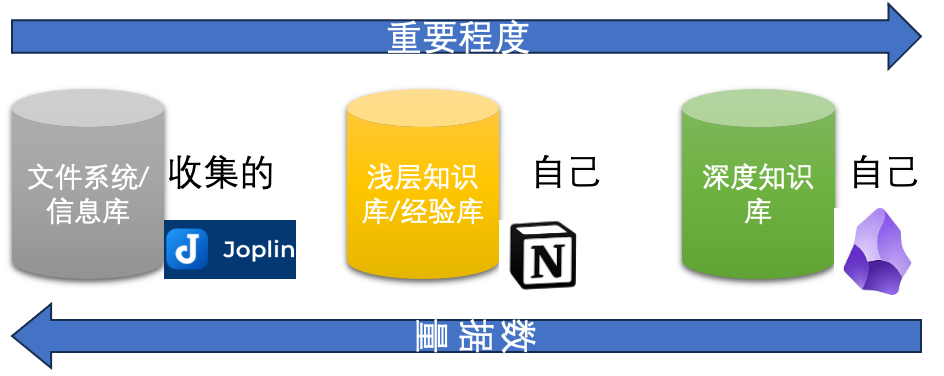 重要程度
文件系统/
信息库
收集的
Joplin
浅层知识
库/经验库
自己
N
深度知识
库
自己
数据量